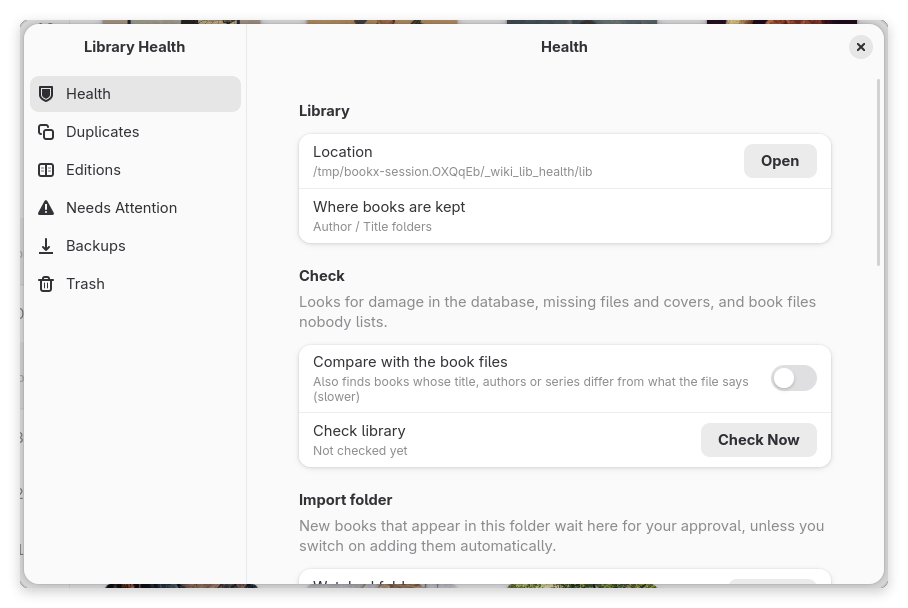 Library Health
Health
Health
Duplicates
Editions
Needs Attention
Backups
Trash
Library
Location
/tmp/bookx-session.OXQqEb/_wiki_lib_health/lib
Open
Where books are kept
Author / Title folders
Check
Looks for damage in the database, missing files and covers, and book files
nobody lists.
Compare with the book files
Also finds books whose title, authors or series differ from what the file says
(slower)
Check library
Not checked yet
Check Now
Import folder
New books that appear in this folder wait here for your approval, unless you
switch on adding them automatically.